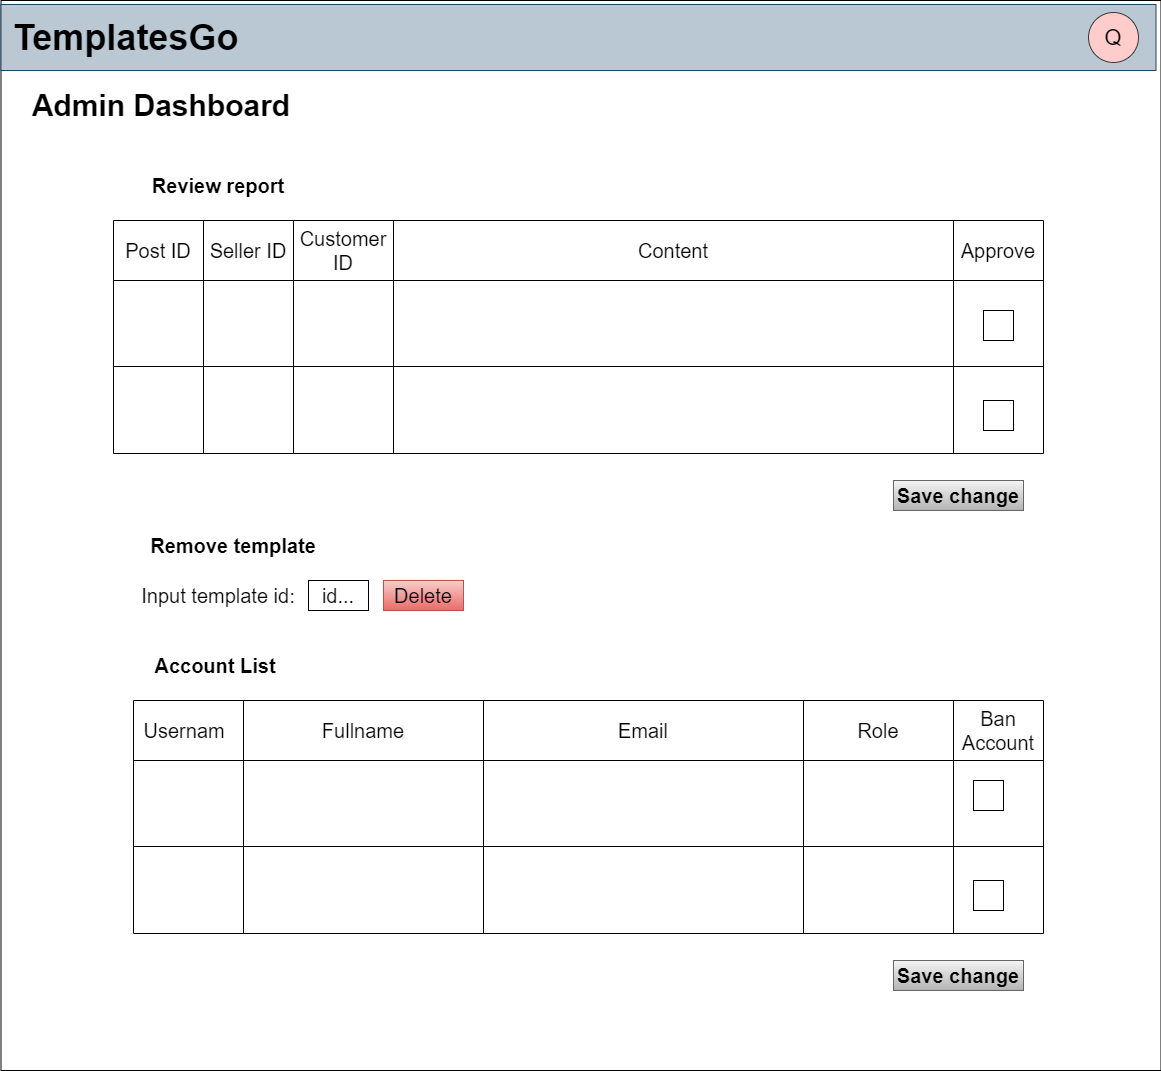 TemplatesGo
Q
Admin Dashboard
Review report
Post ID Seller ID Customer ID Content Approve
Save change
Remove template
Input template id: id... Delete
Account List
Usernam Fullname Email Role Ban Account
Save change